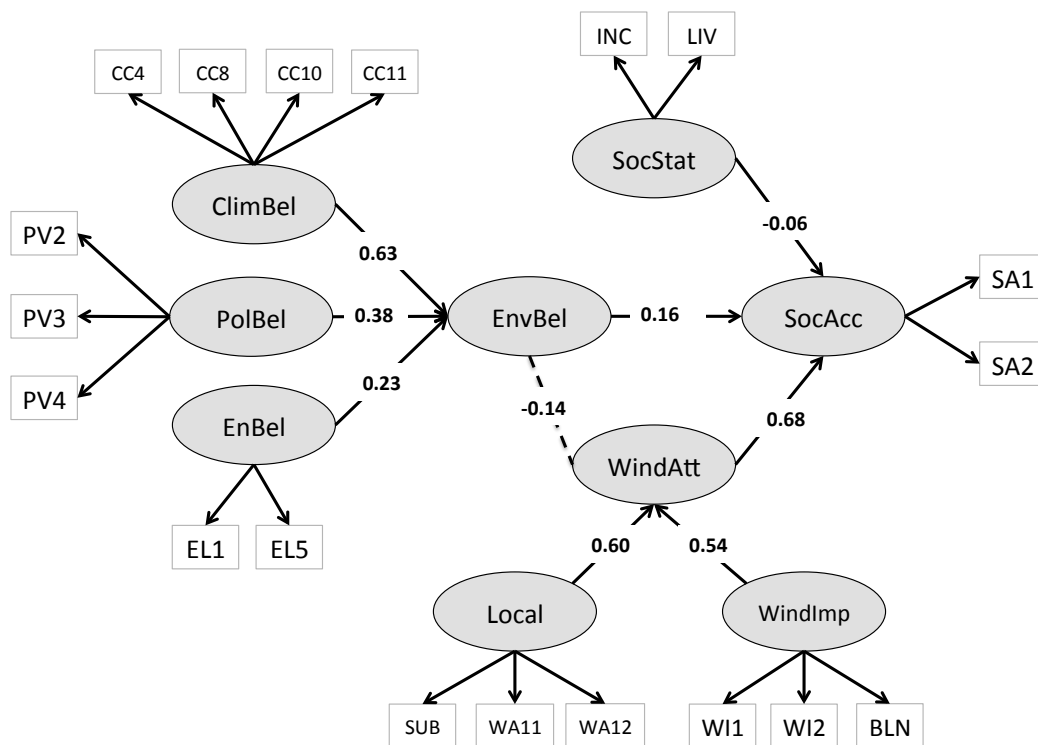 INC
LIV
CC4
CC8
CC10
CC11
SocStat
ClimBel
PV2
-0.06
0.63
SA1
PV3
PolBel
0.38
EnvBel
0.16
SocAcc
SA2
PV4
0.23
-0.14
EnBel
0.68
WindAtt
EL1
EL5
0.60
0.54
Local
WindImp
SUB
WA11
WA12
WI1
WI2
BLN